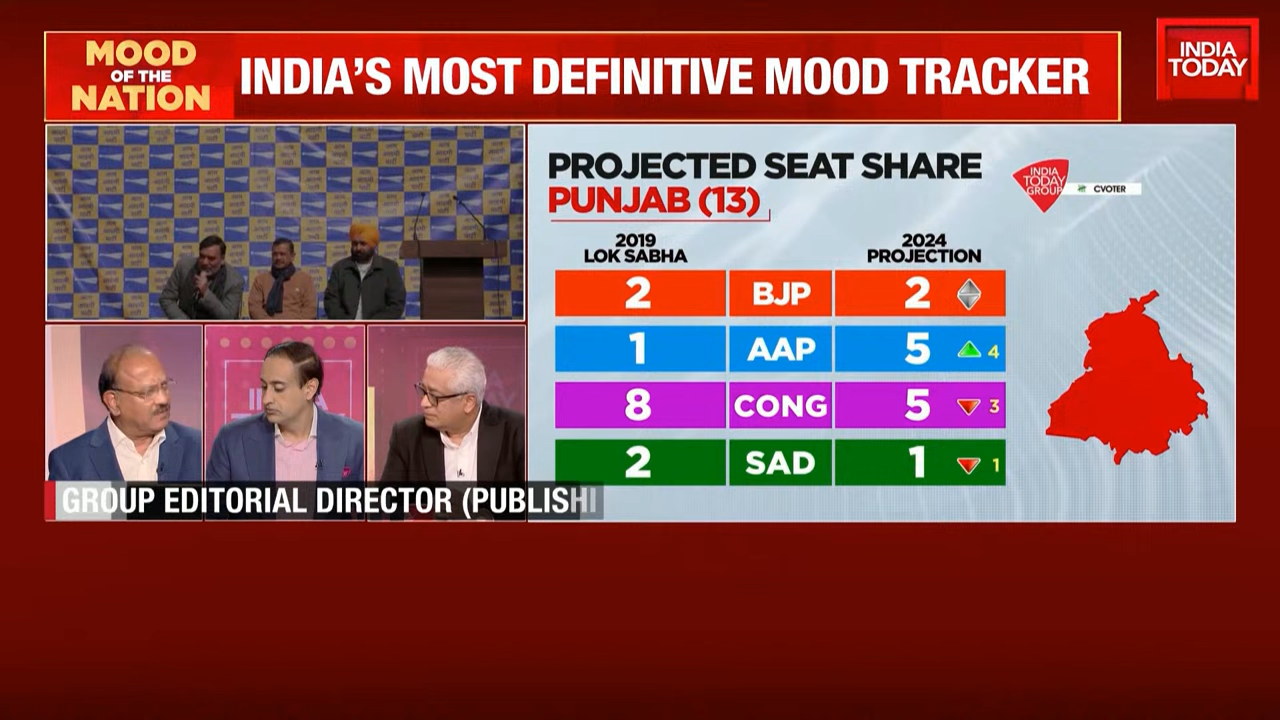 MOOD
OF THE
NATION
INDIA'S MOST DEFINITIVE MOOD TRACKER
INDIA
TODAY
PROJECTED SEAT SHARE
PUNJAB (13)
INDIA
TODAY
GROUP
CVOTER
2019
LOK SABHA
2024
PROJECTION
2 BJP 2
1 AAP 5 4
8 CONG 5 3
2 SAD 1 1
GROUP EDITORIAL DIRECTOR (PUBLISHI